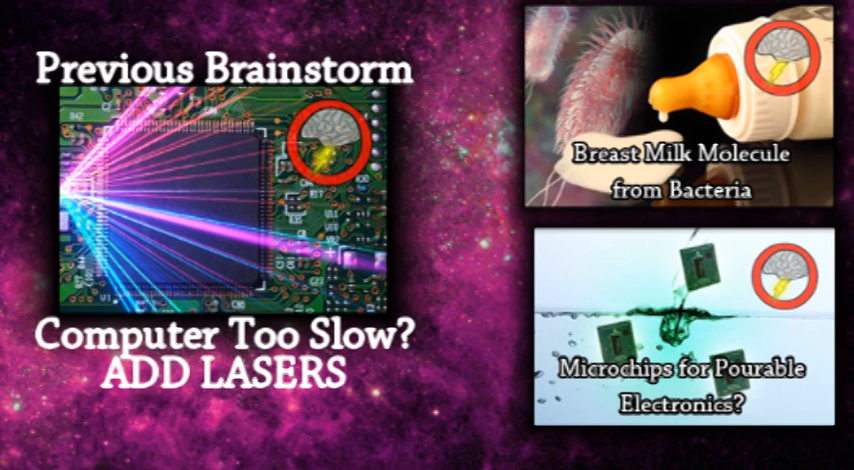 Previous Brainstorm
Computer Too Slow?
ADD LASERS
Breast Milk Molecule
from Bacteria
Microchips for Pourable
Electronics?